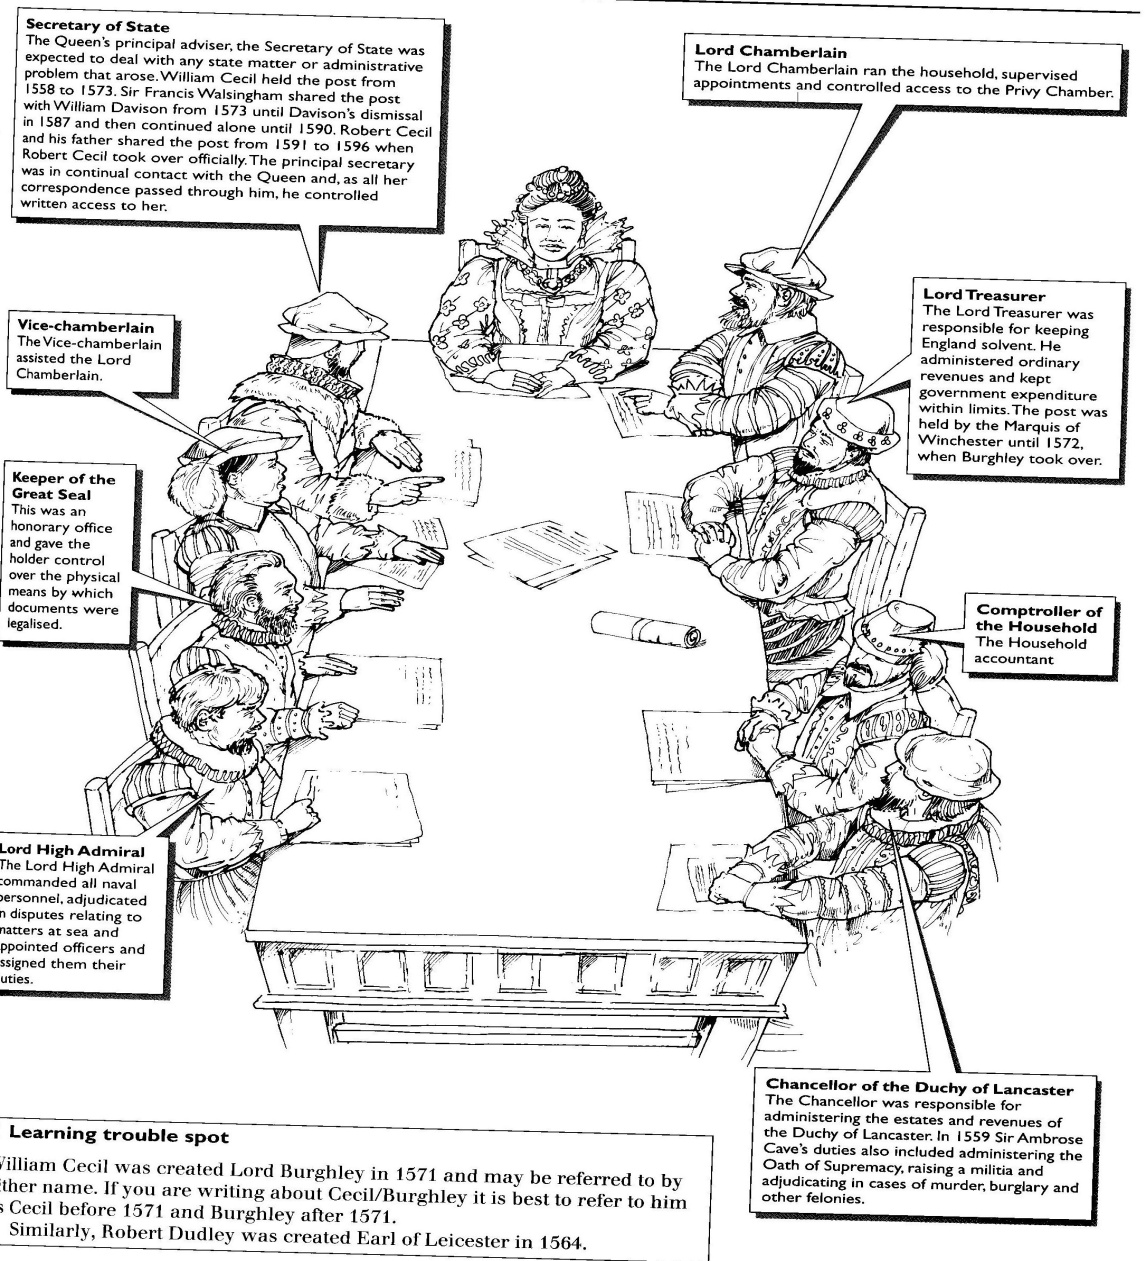 Secretary of State
The Queen's principal adviser, the Secretary of State was
expected to deal with any state matter or administrative
problem that arose. William Cecil held the post from
1558 to 1573. Sir Francis Walsingham shared the post
with William Davison from 1573 until Davison's dismissal
in 1587 and then continued alone until 1590. Robert Cecil
and his father shared the post from 1591 to 1596 when
Robert Cecil took over officially. The principal secretary
was in continual contact with the Queen and, as all her
correspondence passed through him, he controlled
written access to her.
Lord Chamberlain
The Lord Chamberlain ran the household, supervised
appointments and controlled access to the Privy Chamber.
Vice-chamberlain
The Vice-chamberlain
assisted the Lord
Chamberlain.
Lord Treasurer
The Lord Treasurer was
responsible for keeping
England solvent. He
administered ordinary
revenues and kept
government expenditure
within limits. The post was
held by the Marquis of
Winchester until 1572,
when Burghley took over.
Keeper of the
Great Seal
This was an
honorary office
and gave the
holder control
over the physical
means by which
documents were
legalised.
Comptroller of
the Household
The Household
accountant
Lord High Admiral
The Lord High Admiral
commanded all naval
personnel, adjudicated
n disputes relating to
matters at sea and
ppointed officers and
ssigned them their
uties.
Chancellor of the Duchy of Lancaster
The Chancellor was responsible for
administering the estates and revenues of
the Duchy of Lancaster. In 1559 Sir Ambrose
Cave's duties also included administering the
Oath of Supremacy, raising a militia and
adjudicating in cases of murder, burglary and
other felonies.
Learning trouble spot
William Cecil was created Lord Burghley in 1571 and may be referred to by
ither name. If you are writing about Cecil/Burghley it is best to refer to him
s Cecil before 1571 and Burghley after 1571.
Similarly, Robert Dudley was created Earl of Leicester in 1564.